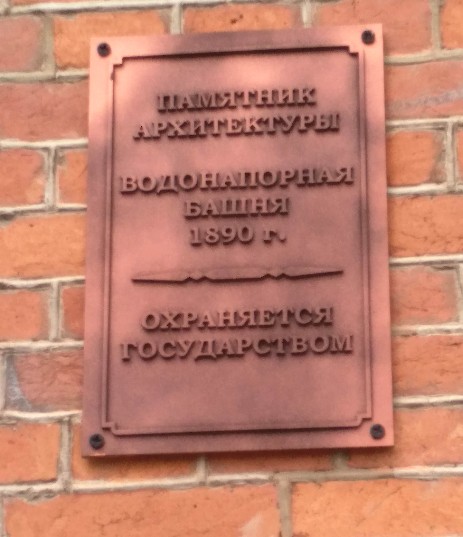 ПАМЯТНИК
АРХИТЕКТУРЫ
ВОДОНАПОРНАЯ
БАШНЯ
1890 г.
ОХРАНЯЕТСЯ
ГОСУДАРСТВОМ